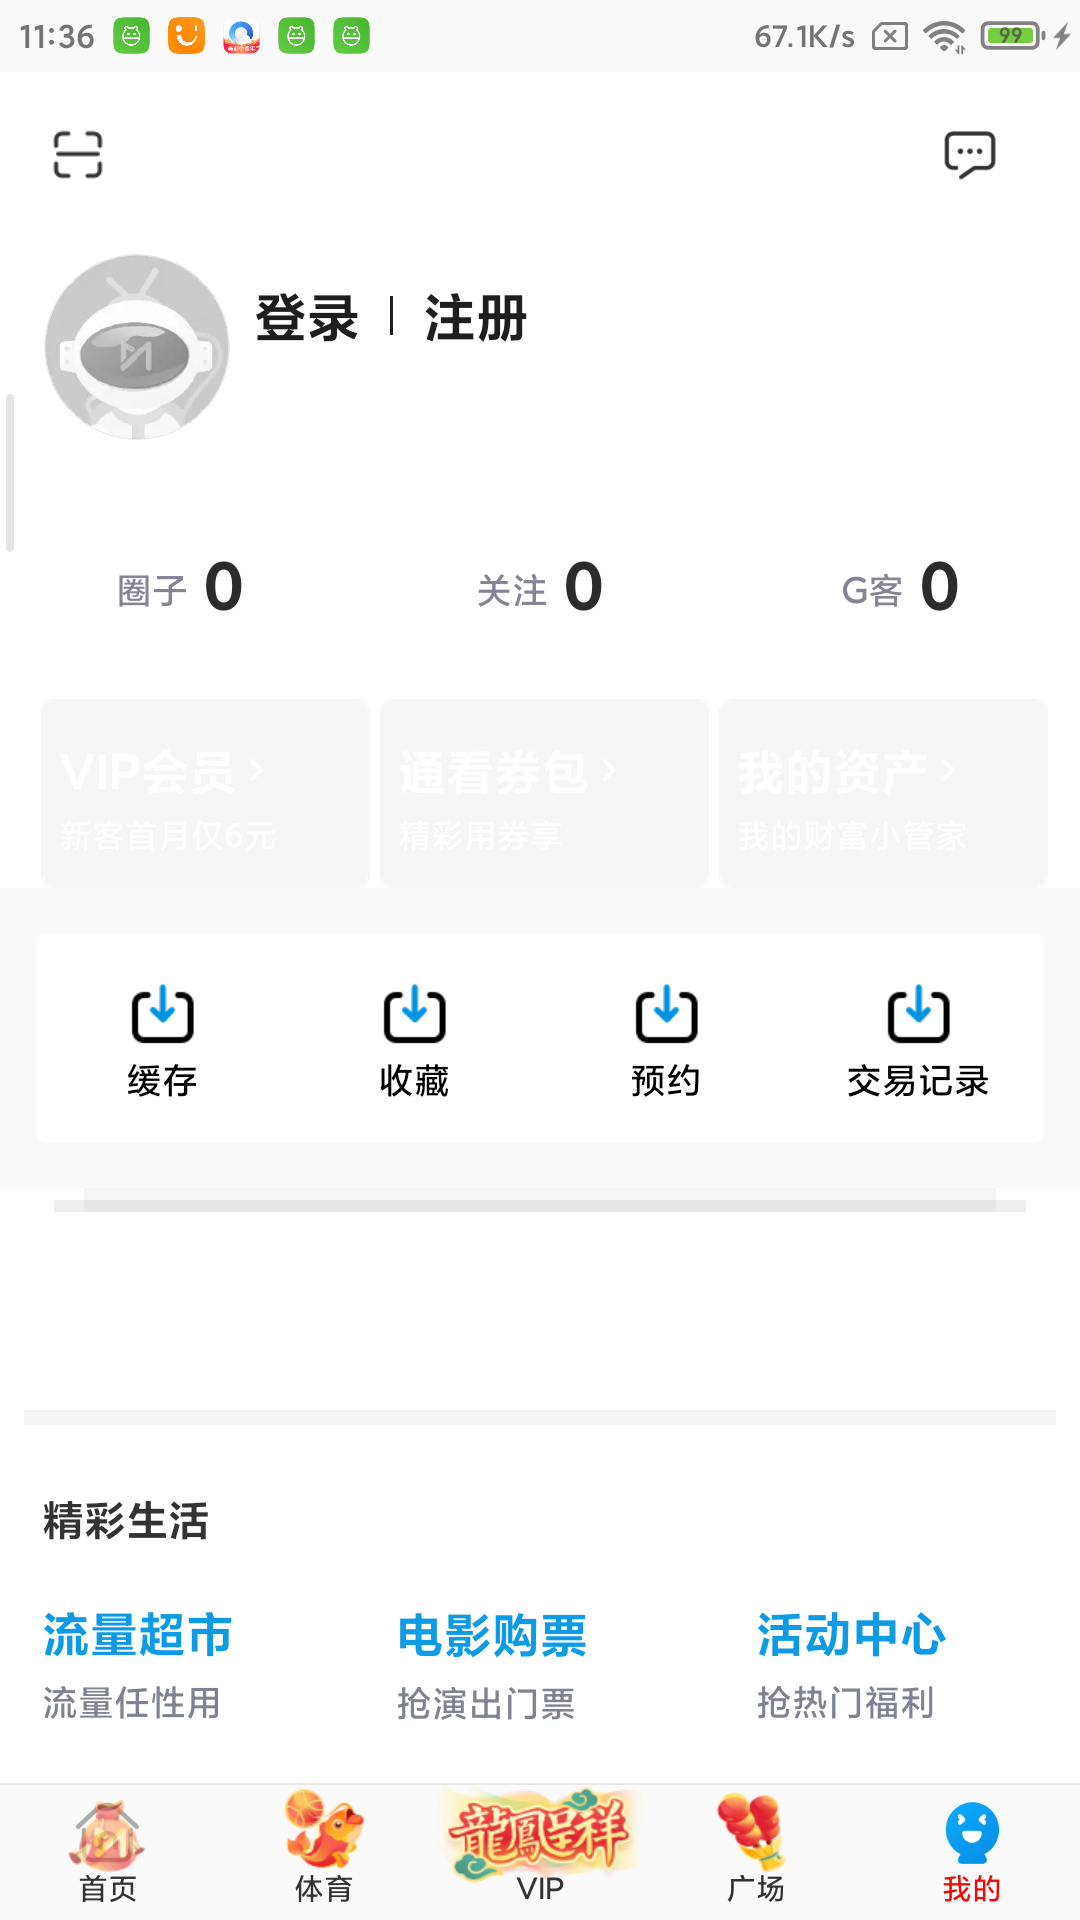 11:36
67.1K/s
99
登录 | 注册
圈子 0
关注 0
G客 0
VIP会员
通看券包
我的资产
新客首月仅6元
精彩用券享
我的财富小管家
缓存
收藏
预约
交易记录
精彩生活
流量超市
电影购票
活动中心
流量任性用
抢演出门票
抢热门福利
龍鳳呈祥
首页
体育
VIP
广场
我的